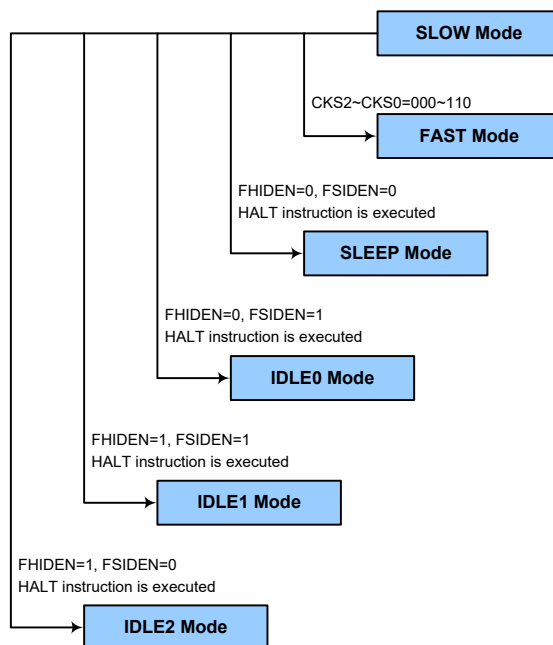 SLOW Mode
CKS2~CKS0=000~110
FAST Mode
FHIDEN=0, FSIDEN=0
HALT instruction is executed
SLEEP Mode
FHIDEN=0, FSIDEN=1
HALT instruction is executed
IDLE0 Mode
FHIDEN=1, FSIDEN=1
HALT instruction is executed
IDLE1 Mode
FHIDEN=1, FSIDEN=0
HALT instruction is executed
IDLE2 Mode